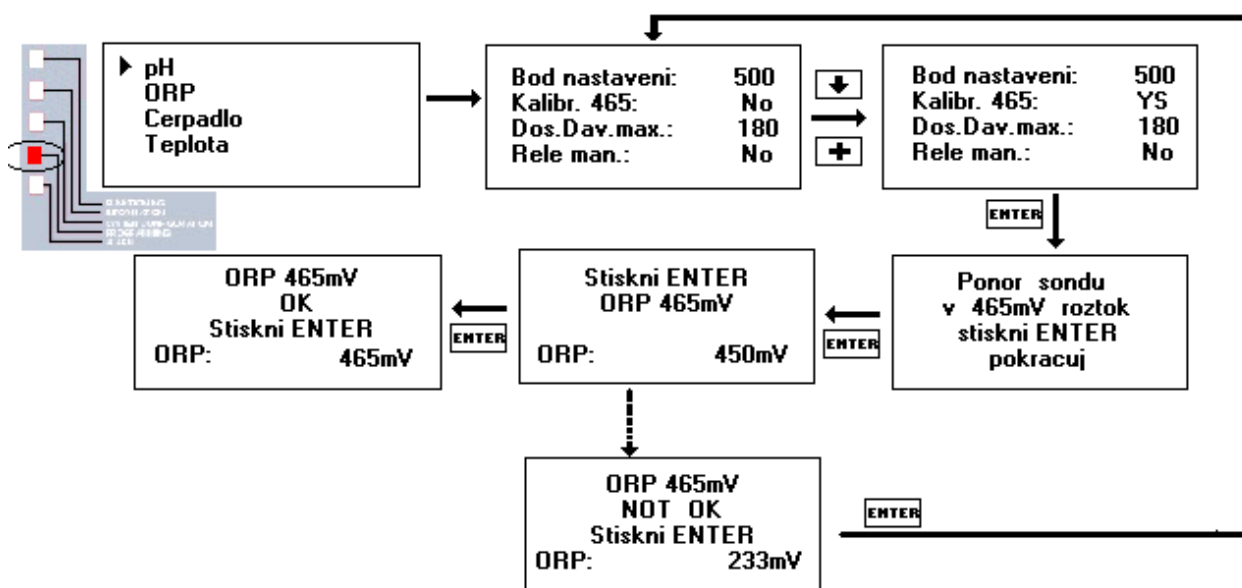 pH
ORP
Cerpadlo
Teplota
Bod nastaveni: 500
Kalibr. 465: No
Dos.Dav.max.: 180
Rele man.: No
Bod nastaveni: 500
Kalibr. 465: YS
Dos.Dav.max.: 180
Rele man.: No
ENTER
Ponor sondu
v 465mV roztok
stiskni ENTER
pokracuj
ENTER
Stiskni ENTER
ORP 465mV
ORP: 450mV
ENTER
ORP 465mV
OK
Stiskni ENTER
ORP: 465mV
ORP 465mV
NOT OK
Stiskni ENTER
ORP: 233mV
ENTER